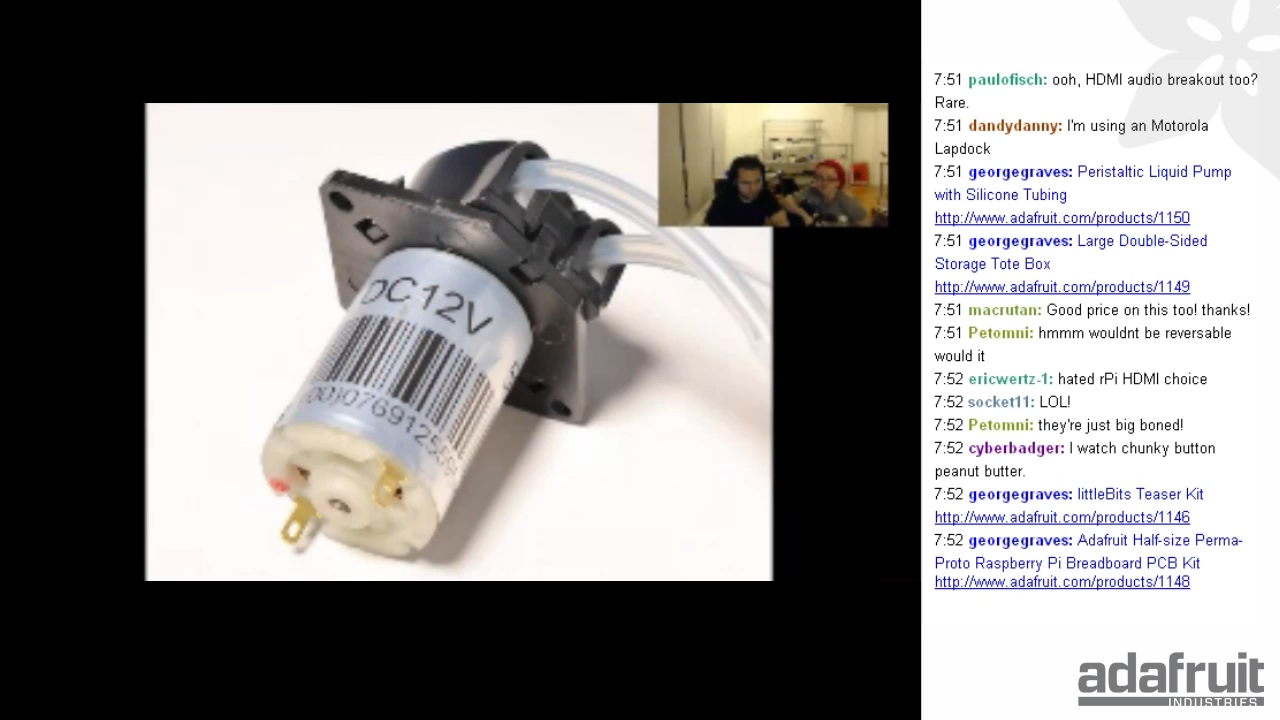 DC12V
7:51 paulofisch: ooh, HDMI audio breakout too?
Rare.
7:51 dandydanny: I'm using an Motorola
Lapdock
7:51 georgegraves: Peristaltic Liquid Pump
with Silicone Tubing
http://www.adafruit.com/products/1150
7:51 georgegraves: Large Double-Sided
Storage Tote Box
http://www.adafruit.com/products/1149
7:51 macrutan: Good price on this too! thanks!
7:51 Petomni: hmmm wouldnt be reversable
would it
7:52 ericwertz-1: hated rPi HDMI choice
7:52 socket11: LOL!
7:52 Petomni: they're just big boned!
7:52 cyberbadger: I watch chunky button
peanut butter.
7:52 georgegraves: littleBits Teaser Kit
http://www.adafruit.com/products/1146
7:52 georgegraves: Adafruit Half-size Perma-
Proto Raspberry Pi Breadboard PCB Kit
http://www.adafruit.com/products/1148
adafruit
INDUSTRIES